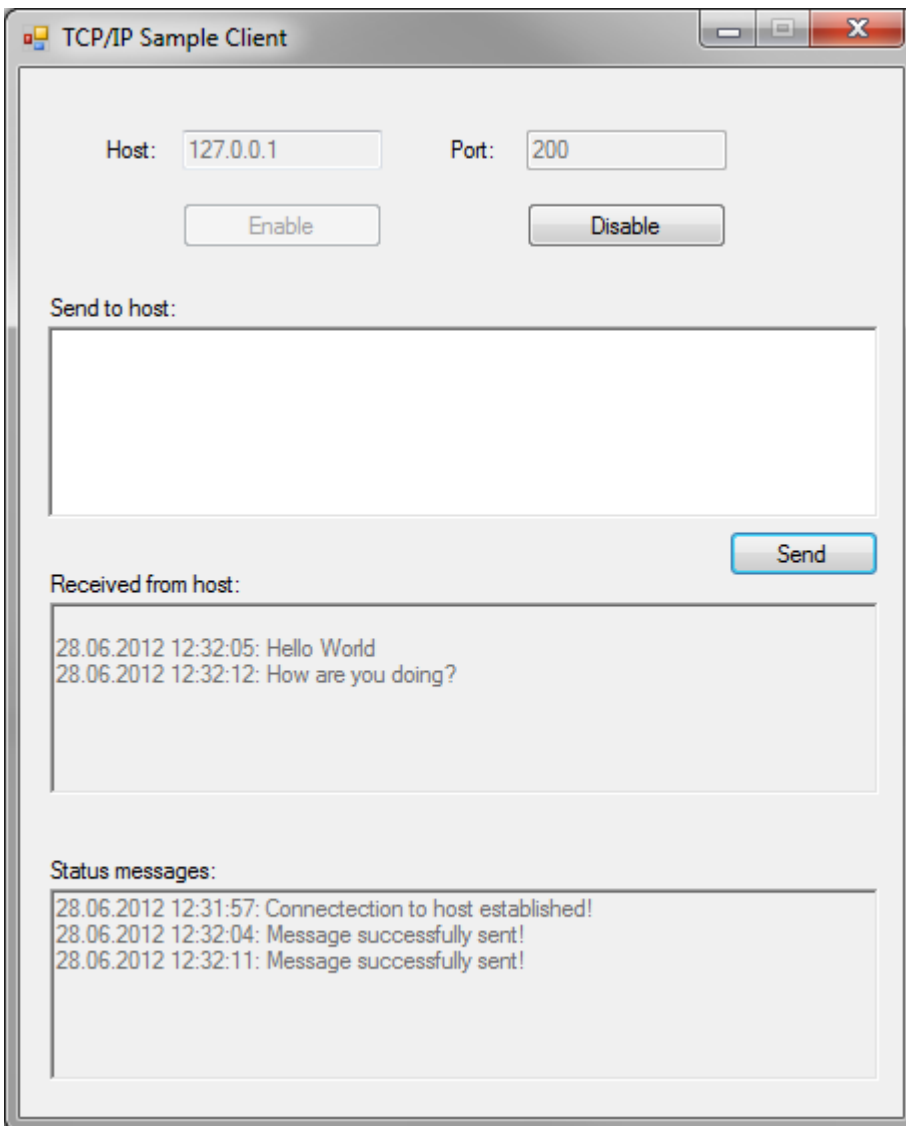 TCP/IP Sample Client
Host: 127.0.0.1 Port: 200
Enable Disable
Send to host:
Send
Received from host:
28.06.2012 12:32:05: Hello World
28.06.2012 12:32:12: How are you doing?
Status messages:
28.06.2012 12:31:57: Connectection to host established!
28.06.2012 12:32:04: Message successfully sent!
28.06.2012 12:32:11: Message successfully sent!